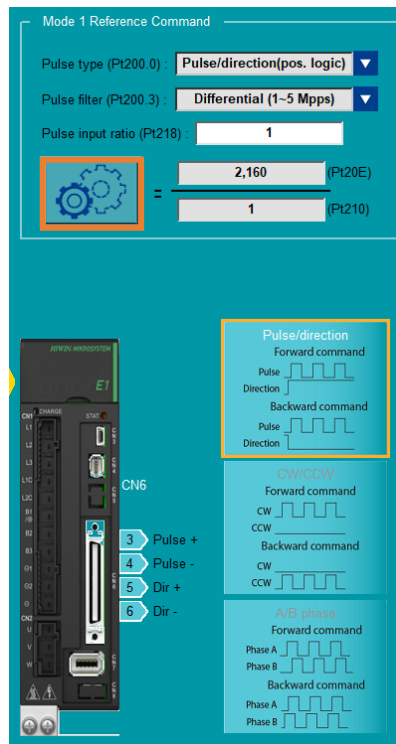 Mode 1 Reference Command
Pulse type (Pt200.0) : Pulse/direction(pos. logic)
Pulse filter (Pt200.3) : Differential (1~5 Mpps)
Pulse input ratio (Pt218) : 1
= 2,160 (Pt20E)
1 (Pt210)
Pulse/direction
Forward command
Pulse
Direction
Backward command
Pulse
Direction
HIWIN MIKROSYSTEM
E1
CN1 CHARGE STAT
L1
L2
L3
L1C
L2C
B1
/⊖
B2
B3
⊖1
⊖2
⊖
CN2
U
V
W
CN6
3 Pulse +
4 Pulse -
5 Dir +
6 Dir -
CW/CCW
Forward command
CW
CCW
Backward command
CW
CCW
A/B phase
Forward command
Phase A
Phase B
Backward command
Phase A
Phase B